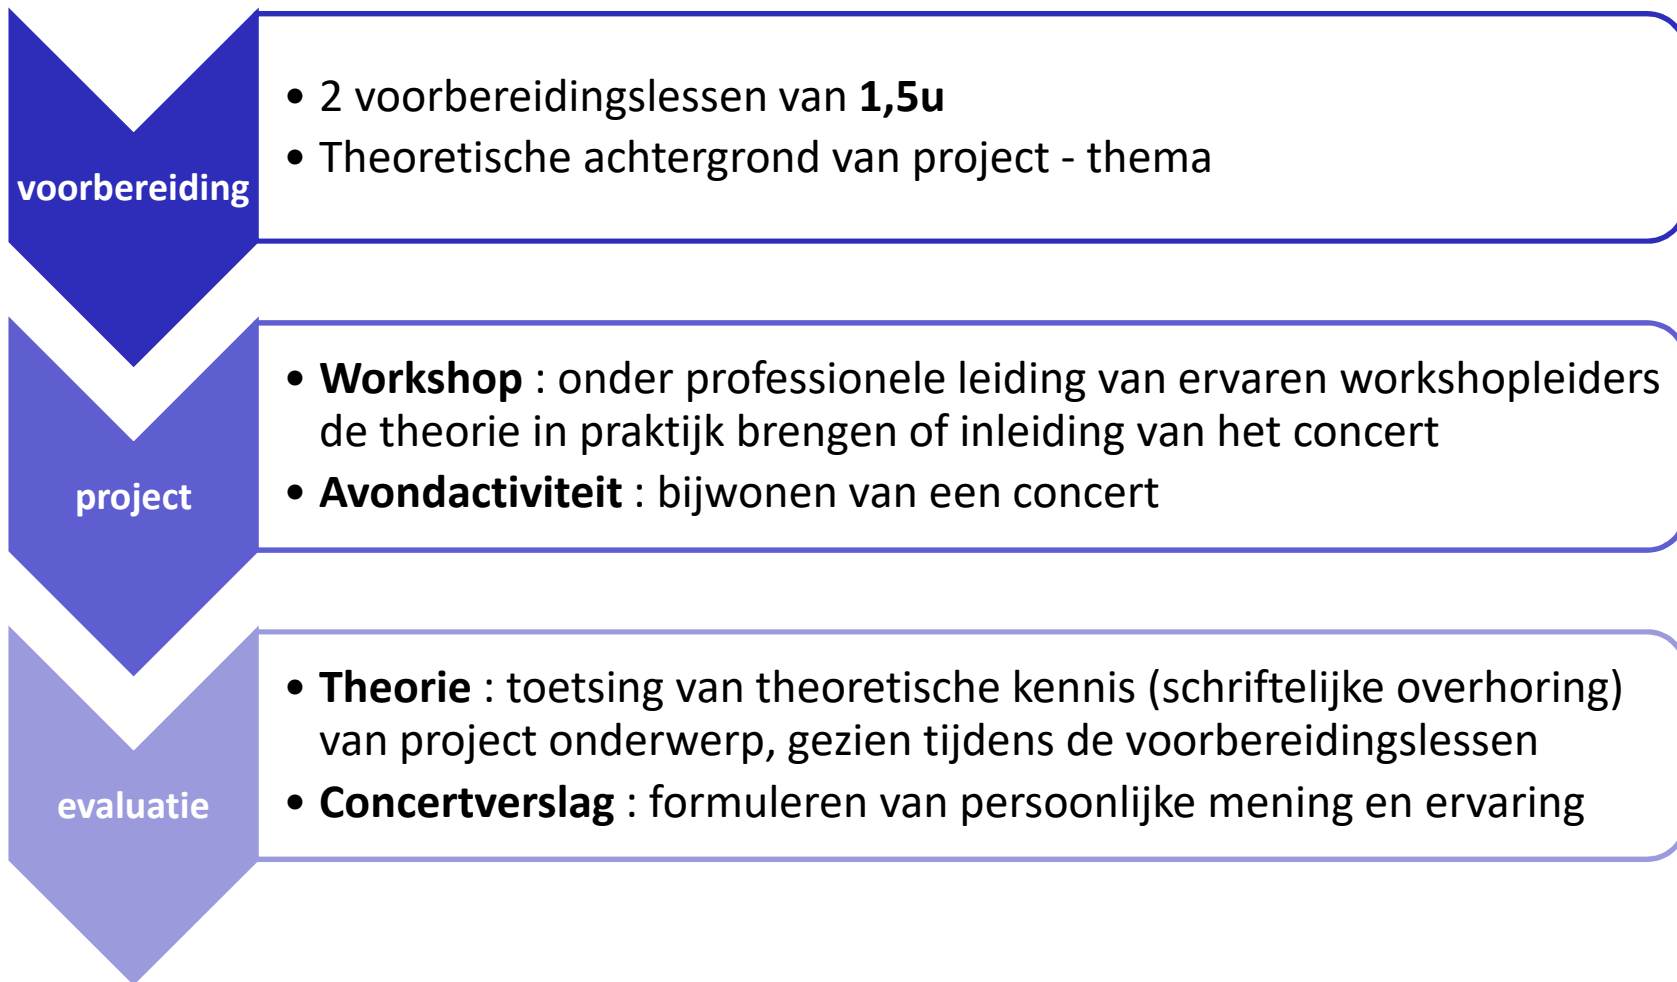 voorbereiding
• 2 voorbereidingslessen van 1,5u
• Theoretische achtergrond van project - thema
project
• Workshop : onder professionele leiding van ervaren workshopleiders
de theorie in praktijk brengen of inleiding van het concert
• Avondactiviteit : bijwonen van een concert
evaluatie
• Theorie : toetsing van theoretische kennis (schriftelijke overhoring)
van project onderwerp, gezien tijdens de voorbereidingslessen
• Concertverslag : formuleren van persoonlijke mening en ervaring